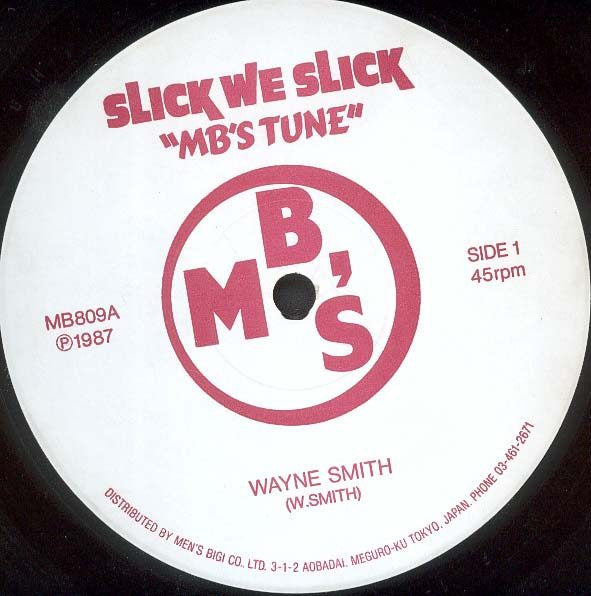 SLICK WE SLICK
"MB'S TUNE"
MB'S
SIDE 1
45rpm
MB809A
℗1987
WAYNE SMITH
(W.SMITH)
DISTRIBUTED BY MEN'S BIGI CO., LTD. 3-1-2 AOBADAI, MEGURO-KU TOKYO, JAPAN. PHONE 03-461-2671